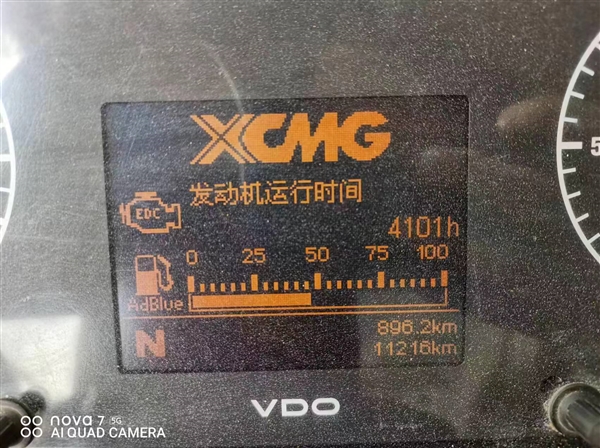 XCMG
发动机运行时间
EDC
4101h
0 25 50 75 100
AdBlue
N
896.2km
11216km
5
VDO
nova 7 5G
AI QUAD CAMERA